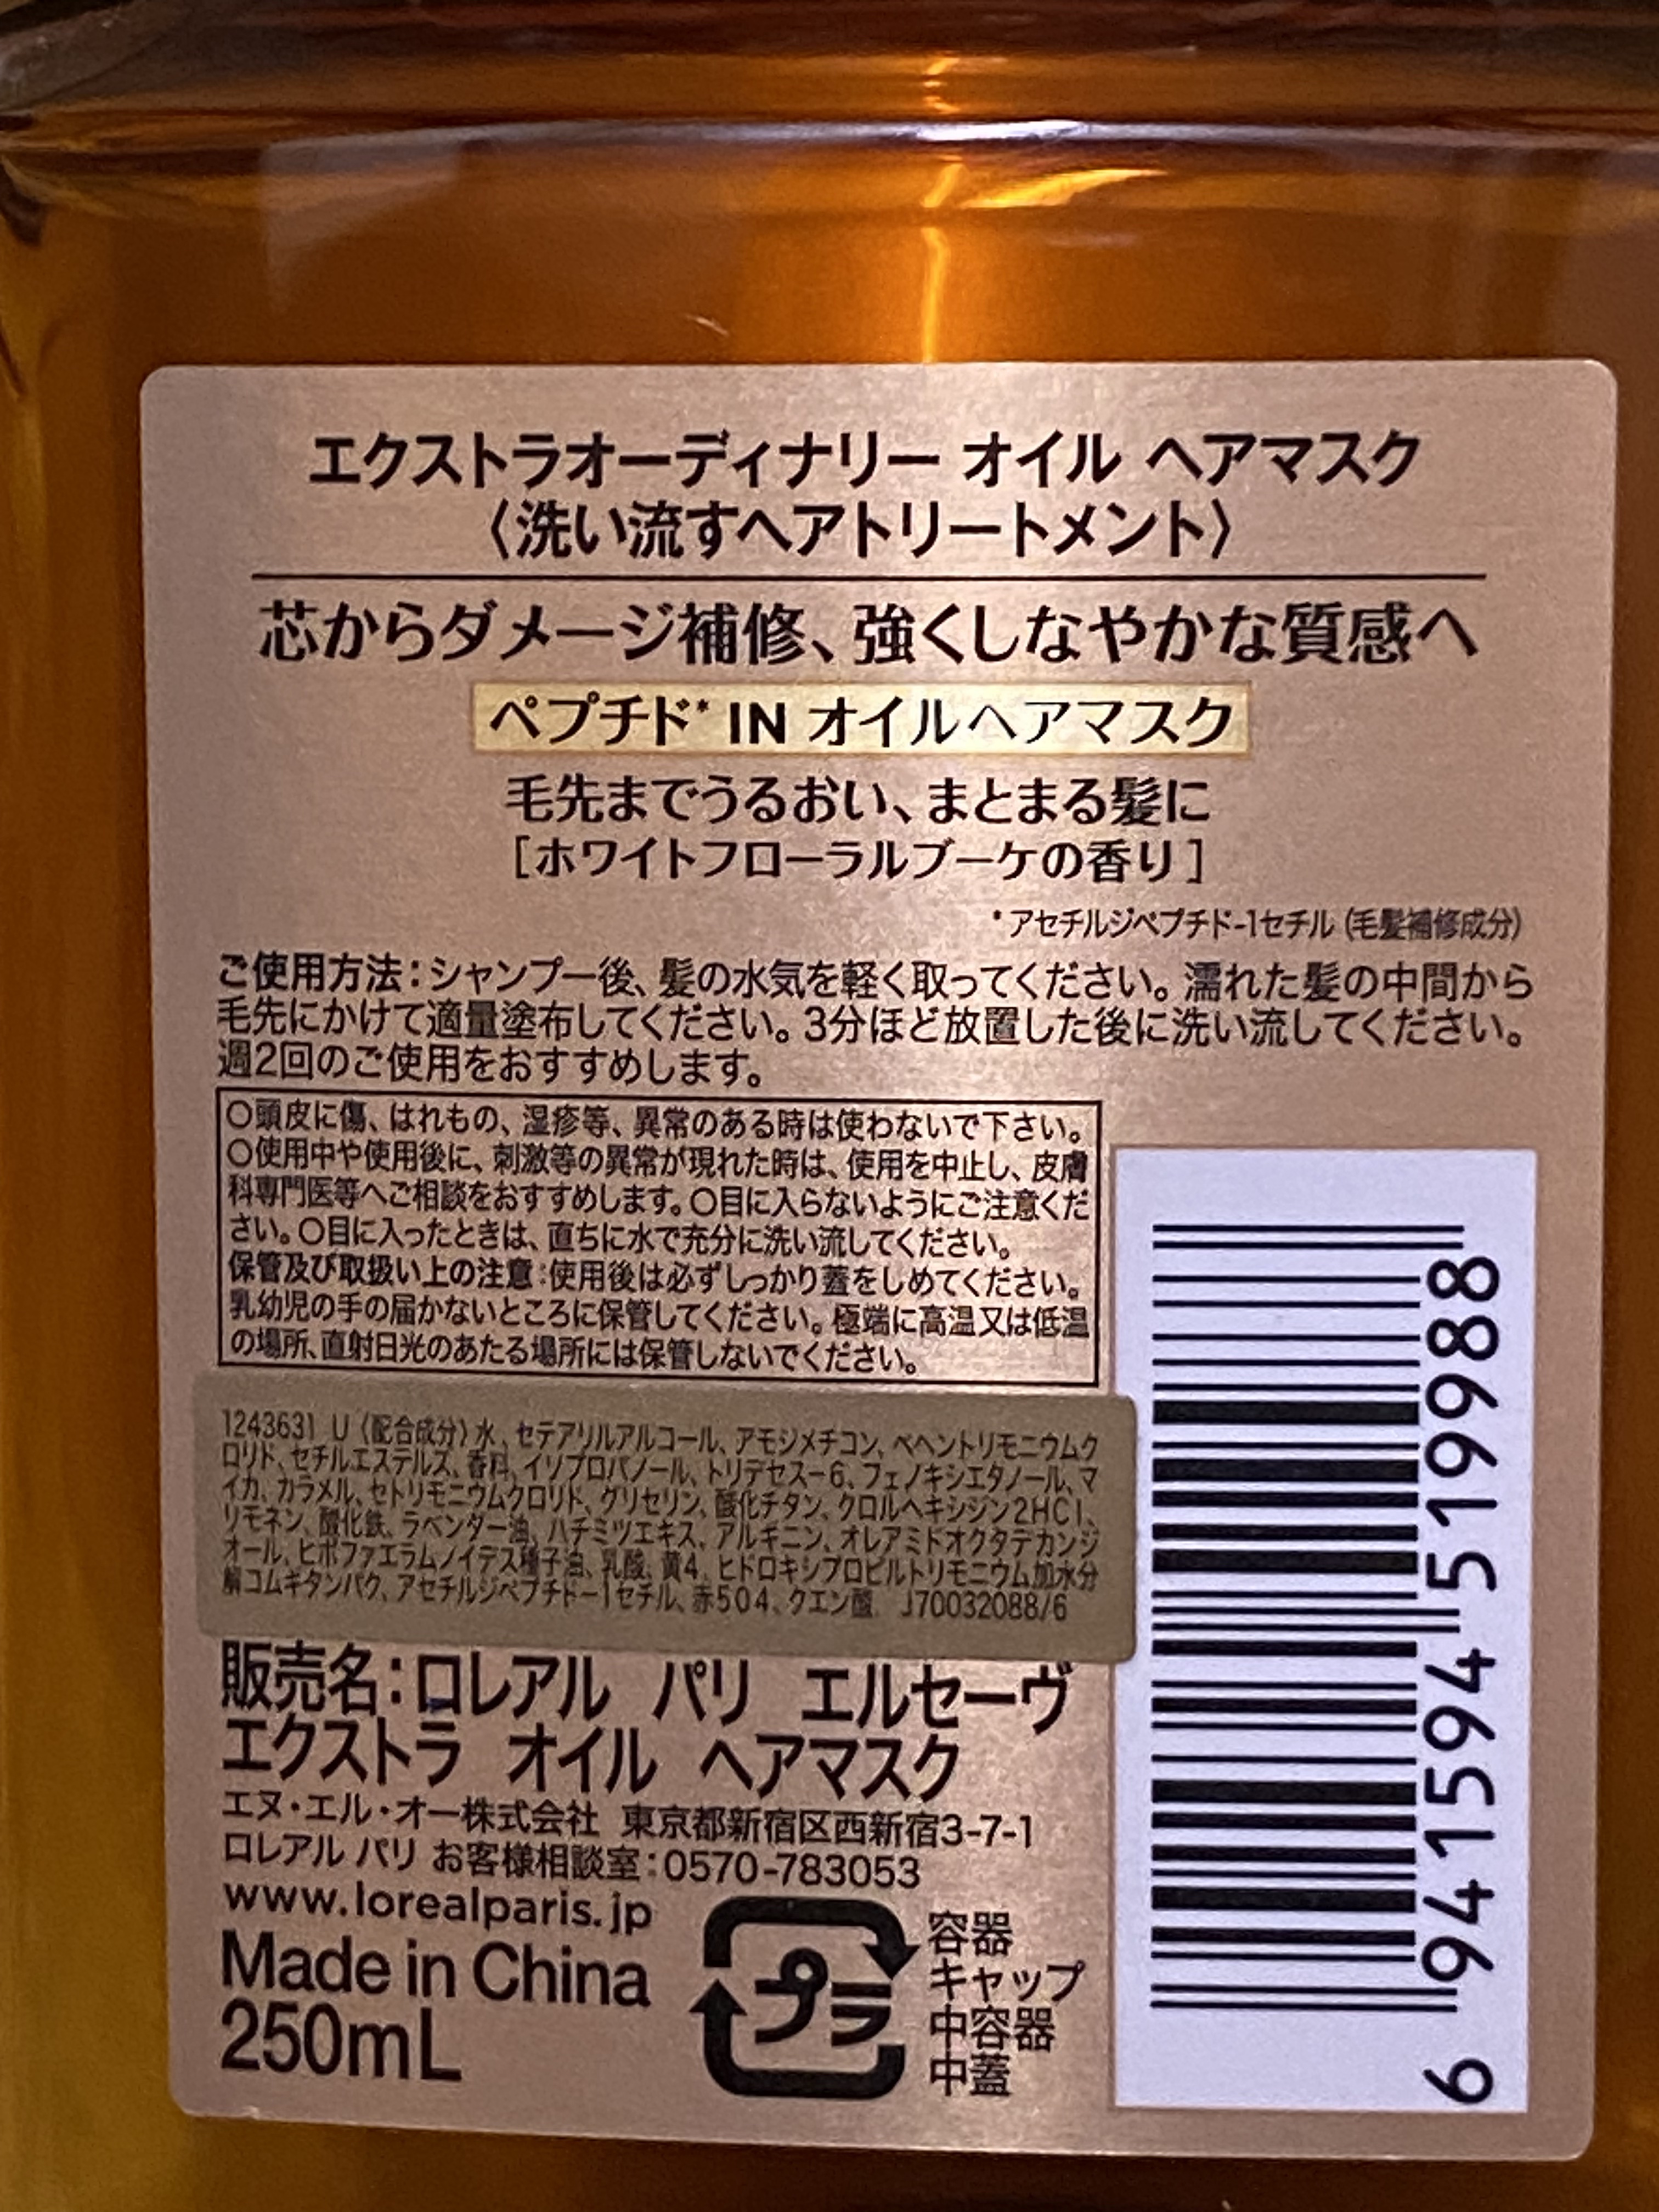 エクストラオーディナリー オイル ヘアマスク
〈洗い流すヘアトリートメント〉
芯からダメージ補修、強くしなやかな質感へ
ペプチド* IN オイルヘアマスク
毛先までうるおい、まとまる髪に
［ホワイトフローラルブーケの香り］
*アセチルジペプチド-1セチル（毛髪補修成分）
ご使用方法：シャンプー後、髪の水気を軽く取ってください。濡れた髪の中間から
毛先にかけて適量塗布してください。3分ほど放置した後に洗い流してください。
週2回のご使用をおすすめします。
○頭皮に傷、はれもの、湿疹等、異常のある時は使わないで下さい。
○使用中や使用後に、刺激等の異常が現れた時は、使用を中止し、皮膚
科専門医等へご相談をおすすめします。○目に入らないようにご注意くだ
さい。○目に入ったときは、直ちに水で充分に洗い流してください。
保管及び取扱い上の注意：使用後は必ずしっかり蓋をしめてください。
乳幼児の手の届かないところに保管してください。極端に高温又は低温
の場所、直射日光のあたる場所には保管しないでください。
1243631 U〈配合成分〉水、セテアリルアルコール、アモジメチコン、ベヘントリモニウムク
ロリド、セチルエステルズ、香料、イソプロパノール、トリデセス-6、フェノキシエタノール、マ
イカ、カラメル、セトリモニウムクロリド、グリセリン、酸化チタン、クロルヘキシジン2HCl、
リモネン、酸化鉄、ラベンダー油、ハチミツエキス、アルギニン、オレアミドオクタデカンジ
オール、ヒポファエラムノイデス種子油、乳酸、黄4、ヒドロキシプロピルトリモニウム加水分
解コムギタンパク、アセチルジペプチド-1セチル、赤504、クエン酸 J70032088/6
販売名：ロレアル パリ エルセーヴ
エクストラ オイル ヘアマスク
エヌ・エル・オー株式会社 東京都新宿区西新宿3-7-1
ロレアル パリ お客様相談室：0570-783053
www.lorealparis.jp
Made in China
250mL
プラ
容器
キャップ
中容器
中蓋
6 941594 519988